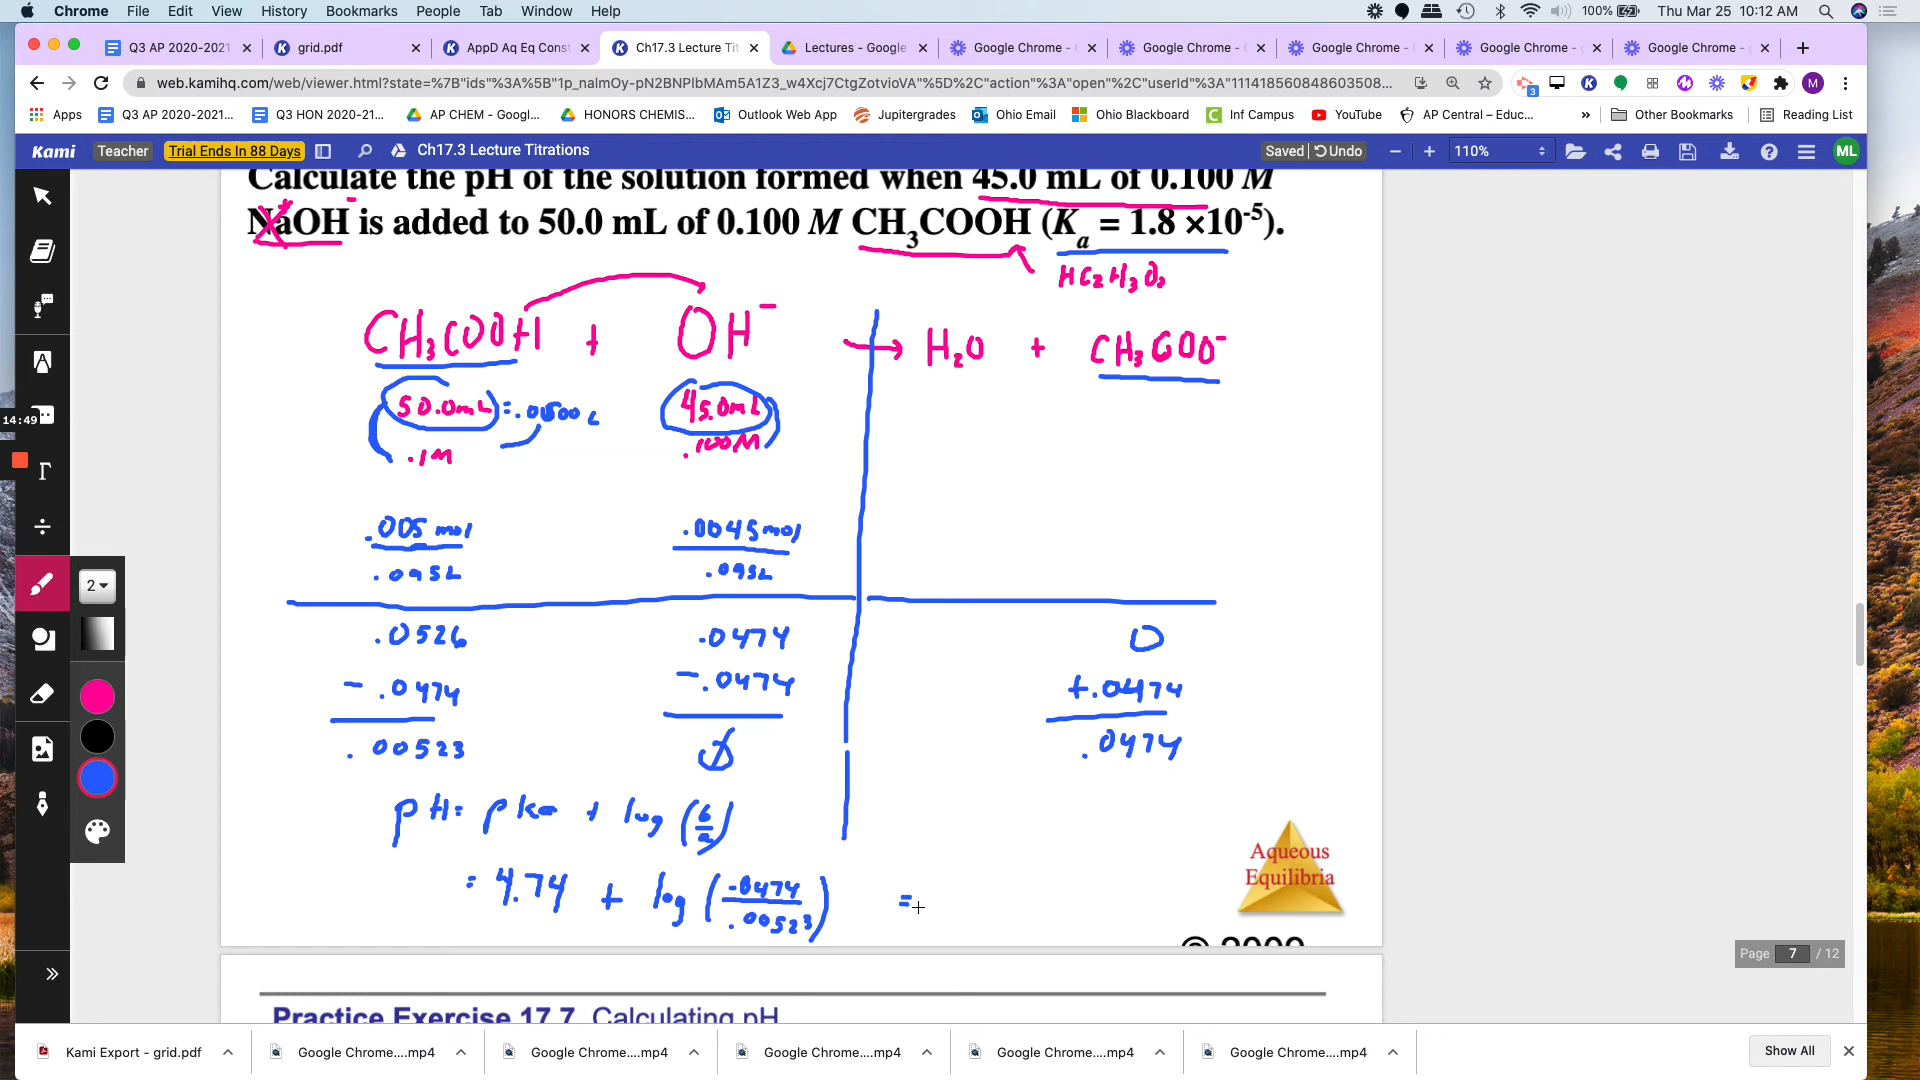 Chrome File Edit View History Bookmarks People Tab Window Help 100% Thu Mar 25 10:12 AM
Q3 AP 2020-2021 grid.pdf AppD Aq Eq Const Ch17.3 Lecture Tit Lectures - Google Google Chrome - Google Chrome - Google Chrome - Google Chrome - Google Chrome -
web.kamihq.com/web/viewer.html?state=%7B"ids"%3A%5B"1p_nalmOy-pN2BNPlbMAm5A1Z3_w4Xcj7CtgZotvioVA"%5D%2C"action"%3A"open"%2C"userId"%3A"111418560848603508... 3 M
Apps Q3 AP 2020-2021... Q3 HON 2020-21... AP CHEM - Googl... HONORS CHEMIS... Outlook Web App Jupitergrades Ohio Email Ohio Blackboard Inf Campus YouTube AP Central – Educ... » Other Bookmarks Reading List
Kami Teacher Trial Ends In 88 Days Ch17.3 Lecture Titrations Saved Undo 110% ML
Calculate the pH of the solution formed when 45.0 mL of 0.100 M
NaOH is added to 50.0 mL of 0.100 M CH₃COOH (Kₐ = 1.8 ×10⁻⁵).
HC₂H₃O₂
CH₃COOH + OH⁻ → H₂O + CH₃COO⁻
50.0mL = .0500 L 45.0mL
.1M .100M
14:49
.005 mol .0045mol
.095L .095L
.0526 .0474 0
- .0474 - .0474 + .0474
.00523 0 .0474
2
pH = pKa + log (b/a)
= 4.74 + log (.0474/.00523) =
Aqueous
Equilibria
© 2009
Page 7 / 12
Practice Exercise 17.7 Calculating pH
Kami Export - grid.pdf Google Chrome....mp4 Google Chrome....mp4 Google Chrome....mp4 Google Chrome....mp4 Google Chrome....mp4 Show All